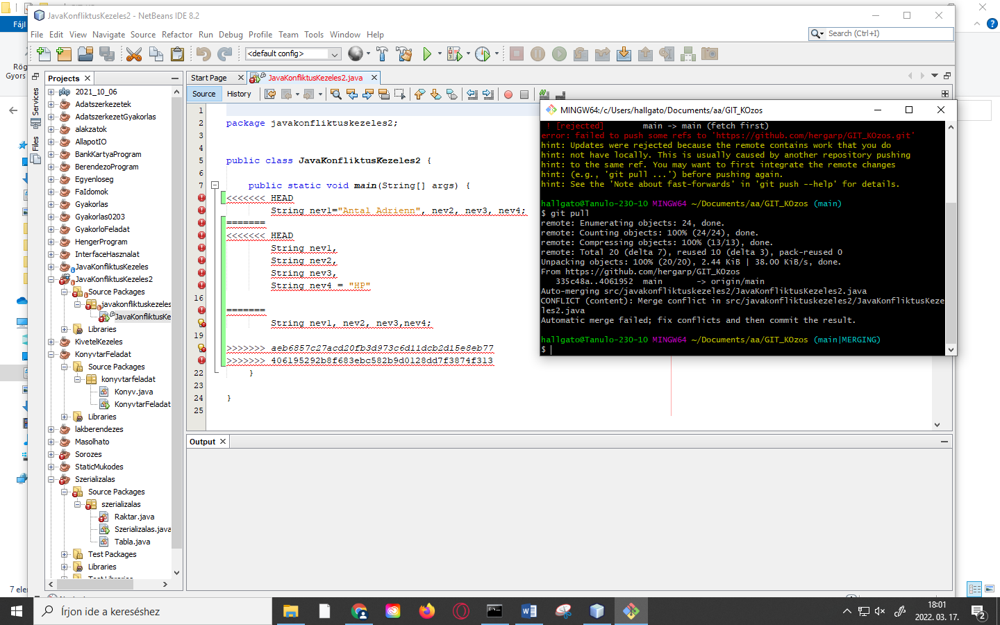 Fájl
Rög
Gyors
7 eler
JavaKonfliktusKezeles2 - NetBeans IDE 8.2
File Edit View Navigate Source Refactor Run Debug Profile Team Tools Window Help
Search (Ctrl+I)
<default config>
Services
Files
Projects
2021_10_06
Adatszerkezetek
AdatszerkezetGyakorlas
alakzatok
AllapotIO
BankKartyaProgram
BerendezoProgram
Egyenloseg
FaIdomok
Gyakorlas
Gyakorlas0203
GyakorloFeladat
HengerProgram
InterfaceHasznalat
JavaKonfliktusKezeles
JavaKonfliktusKezeles2
Source Packages
javakonfliktuskezeles
JavaKonfliktusKe
Libraries
KivetelKezeles
KonyvtarFeladat
Source Packages
konyvtarfeladat
Konyv.java
KonyvtarFeladat
Libraries
lakberendezes
Masolhato
Sorozes
StaticMukodes
Szerializalas
Source Packages
szerializalas
Raktar.java
Szerializalas.java
Tabla.java
Test Packages
Libraries
Start Page JavaKonfliktusKezeles2.java
Source History
1
2 package javakonfliktuskezeles2;
3
4
5 public class JavaKonfliktusKezeles2 {
6
7 public static void main(String[] args) {
<<<<<<< HEAD
String nev1="Antal Adrienn", nev2, nev3, nev4;
=======
<<<<<<< HEAD
String nev1,
String nev2,
String nev3,
String nev4 = "HP"
16
=======
String nev1, nev2, nev3,nev4;
19
>>>>>>> aeb6857c27acd20fb3d973c6d11dcb2d15e8eb77
>>>>>>> 406195292b8f683ebc582b9d0128dd7f3874f313
22 }
23
24 }
25
Output
MINGW64:/c/Users/hallgato/Documents/aa/GIT_KOzos
! [rejected] main -> main (fetch first)
error: failed to push some refs to 'https://github.com/hergarp/GIT_KOzos.git'
hint: Updates were rejected because the remote contains work that you do
hint: not have locally. This is usually caused by another repository pushing
hint: to the same ref. You may want to first integrate the remote changes
hint: (e.g., 'git pull ...') before pushing again.
hint: See the 'Note about fast-forwards' in 'git push --help' for details.
hallgato@Tanulo-230-10 MINGW64 ~/Documents/aa/GIT_KOzos (main)
$ git pull
remote: Enumerating objects: 24, done.
remote: Counting objects: 100% (24/24), done.
remote: Compressing objects: 100% (13/13), done.
remote: Total 20 (delta 7), reused 10 (delta 3), pack-reused 0
Unpacking objects: 100% (20/20), 2.44 KiB | 38.00 KiB/s, done.
From https://github.com/hergarp/GIT_KOzos
335c48a..4061952 main -> origin/main
Auto-merging src/javakonfliktuskezeles2/JavaKonfliktusKezeles2.java
CONFLICT (content): Merge conflict in src/javakonfliktuskezeles2/JavaKonfliktusKeze
les2.java
Automatic merge failed; fix conflicts and then commit the result.
hallgato@Tanulo-230-10 MINGW64 ~/Documents/aa/GIT_KOzos (main|MERGING)
$
Írjon ide a kereséshez
18:01
2022. 03. 17.
2